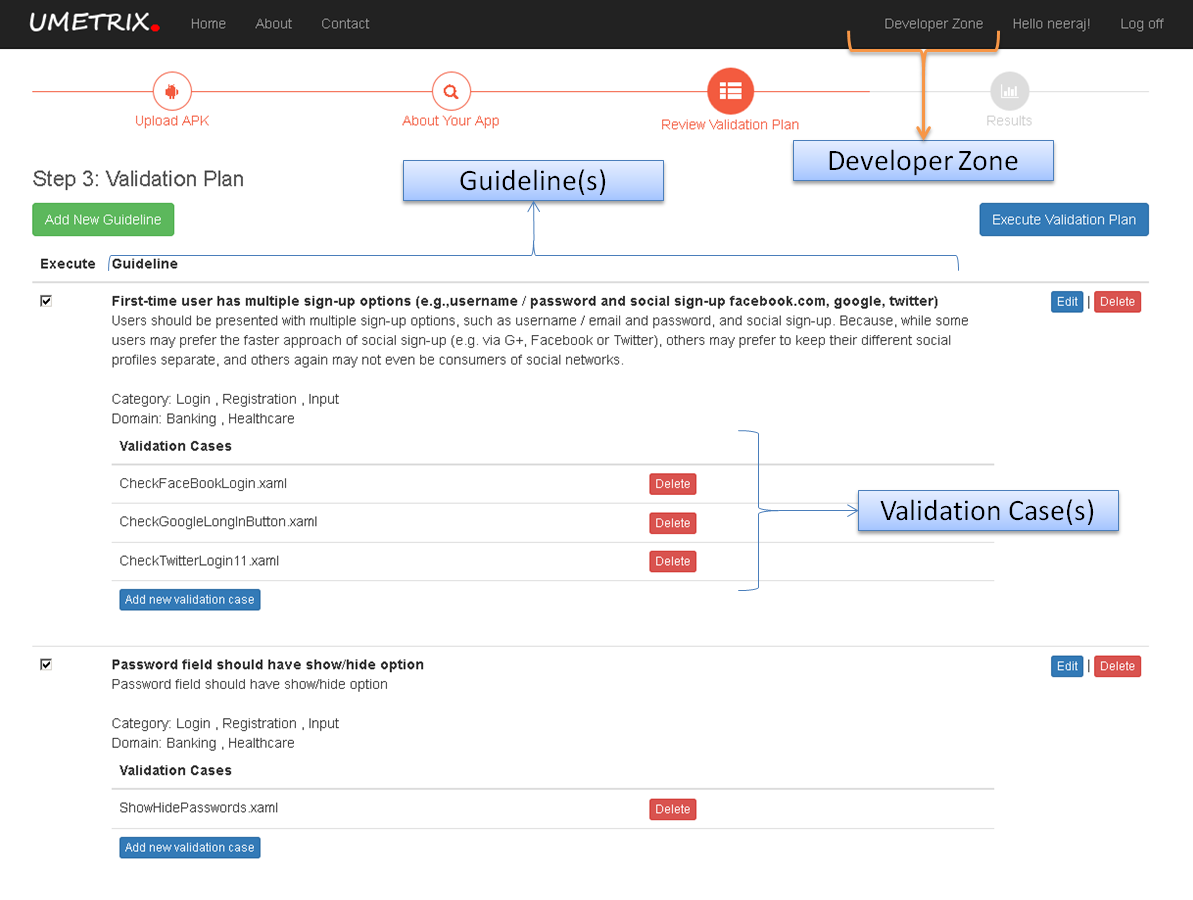 UMETRIX. Home About Contact Developer Zone Hello neeraj! Log off
Upload APK About Your App Review Validation Plan Results
Developer Zone
Step 3: Validation Plan
Guideline(s)
Add New Guideline Execute Validation Plan
Execute Guideline
First-time user has multiple sign-up options (e.g.,username / password and social sign-up facebook.com, google, twitter) Edit | Delete
Users should be presented with multiple sign-up options, such as username / email and password, and social sign-up. Because, while some
users may prefer the faster approach of social sign-up (e.g. via G+, Facebook or Twitter), others may prefer to keep their different social
profiles separate, and others again may not even be consumers of social networks.
Category: Login , Registration , Input
Domain: Banking , Healthcare
Validation Cases
CheckFaceBookLogin.xaml Delete
CheckGoogleLongInButton.xaml Delete
Validation Case(s)
CheckTwitterLogin11.xaml Delete
Add new validation case
Password field should have show/hide option Edit | Delete
Password field should have show/hide option
Category: Login , Registration , Input
Domain: Banking , Healthcare
Validation Cases
ShowHidePasswords.xaml Delete
Add new validation case